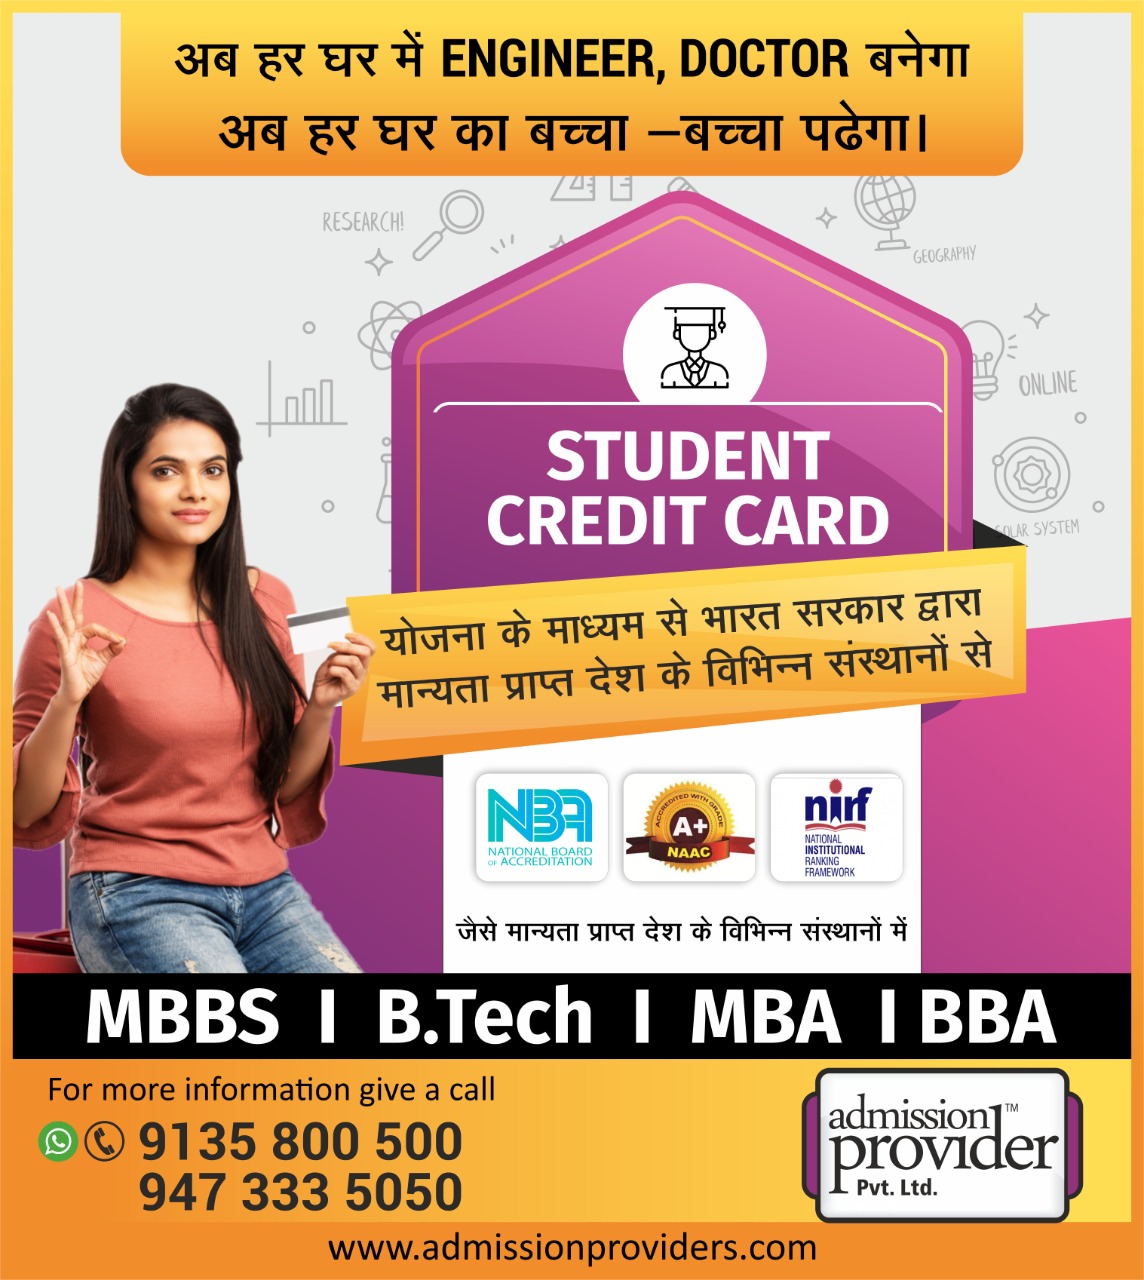 अब हर घर में ENGINEER, DOCTOR बनेगा
अब हर घर का बच्चा –बच्चा पढेगा।
RESEARCH!
GEOGRAPHY
ONLINE
SOLAR SYSTEM
STUDENT
CREDIT CARD
योजना के माध्यम से भारत सरकार द्वारा
मान्यता प्राप्त देश के विभिन्न संस्थानों से
NBA
NATIONAL BOARD
OF ACCREDITATION
ACCREDITED WITH GRADE
A+
NAAC
nirf
NATIONAL
INSTITUTIONAL
RANKING
FRAMEWORK
जैसे मान्यता प्राप्त देश के विभिन्न संस्थानों में
MBBS I B.Tech I MBA I BBA
For more information give a call
9135 800 500
947 333 5050
admission™
provider
Pvt. Ltd.
www.admissionproviders.com